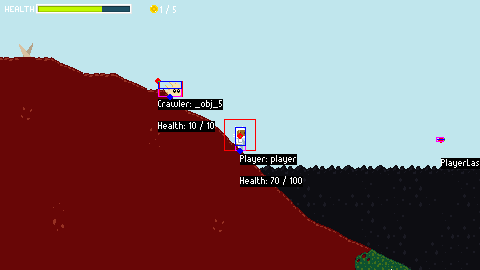 HEALTH 1 / 5
Crawler: _obj_5
Health: 10 / 10
Player: player
PlayerLas
Health: 70 / 100